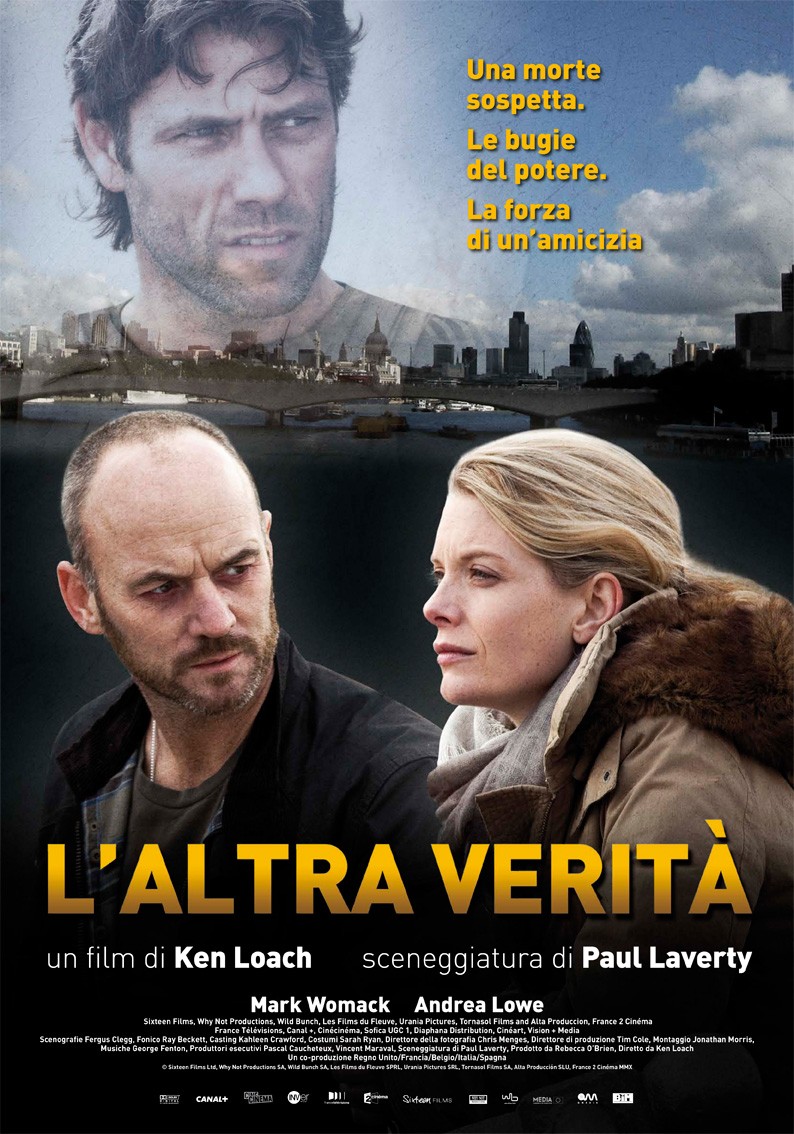 Una morte
sospetta.
Le bugie
del potere.
La forza
di un'amicizia
L'ALTRA VERITÀ
un film di Ken Loach sceneggiatura di Paul Laverty
Mark Womack Andrea Lowe
Sixteen Films, Why Not Productions, Wild Bunch, Les Films du Fleuve, Urania Pictures, Tornasol Films and Alta Produccion, France 2 Cinéma
France Télévisions, Canal +, Cinécinéma, Sofica UGC 1, Diaphana Distribution, Cinéart, Vision + Media
Scenografie Fergus Clegg, Fonico Ray Beckett, Casting Kahleen Crawford, Costumi Sarah Ryan, Direttore della fotografia Chris Menges, Direttore di produzione Tim Cole, Montaggio Jonathan Morris,
Musiche George Fenton, Produttori esecutivi Pascal Caucheteux, Vincent Maraval, Sceneggiatura di Paul Laverty, Prodotto da Rebecca O'Brien, Diretto da Ken Loach
Un co-produzione Regno Unito/Francia/Belgio/Italia/Spagna
© Sixteen Films Ltd, Why Not Productions SA, Wild Bunch SA, Les Films du Fleuve SPRL, Urania Pictures SRL, Tornasol Films SA, Alta Producción SLU, France 2 Cinéma MMX
CANAL+ INVer 2 cinéma Sixteen FILMS MEDIA